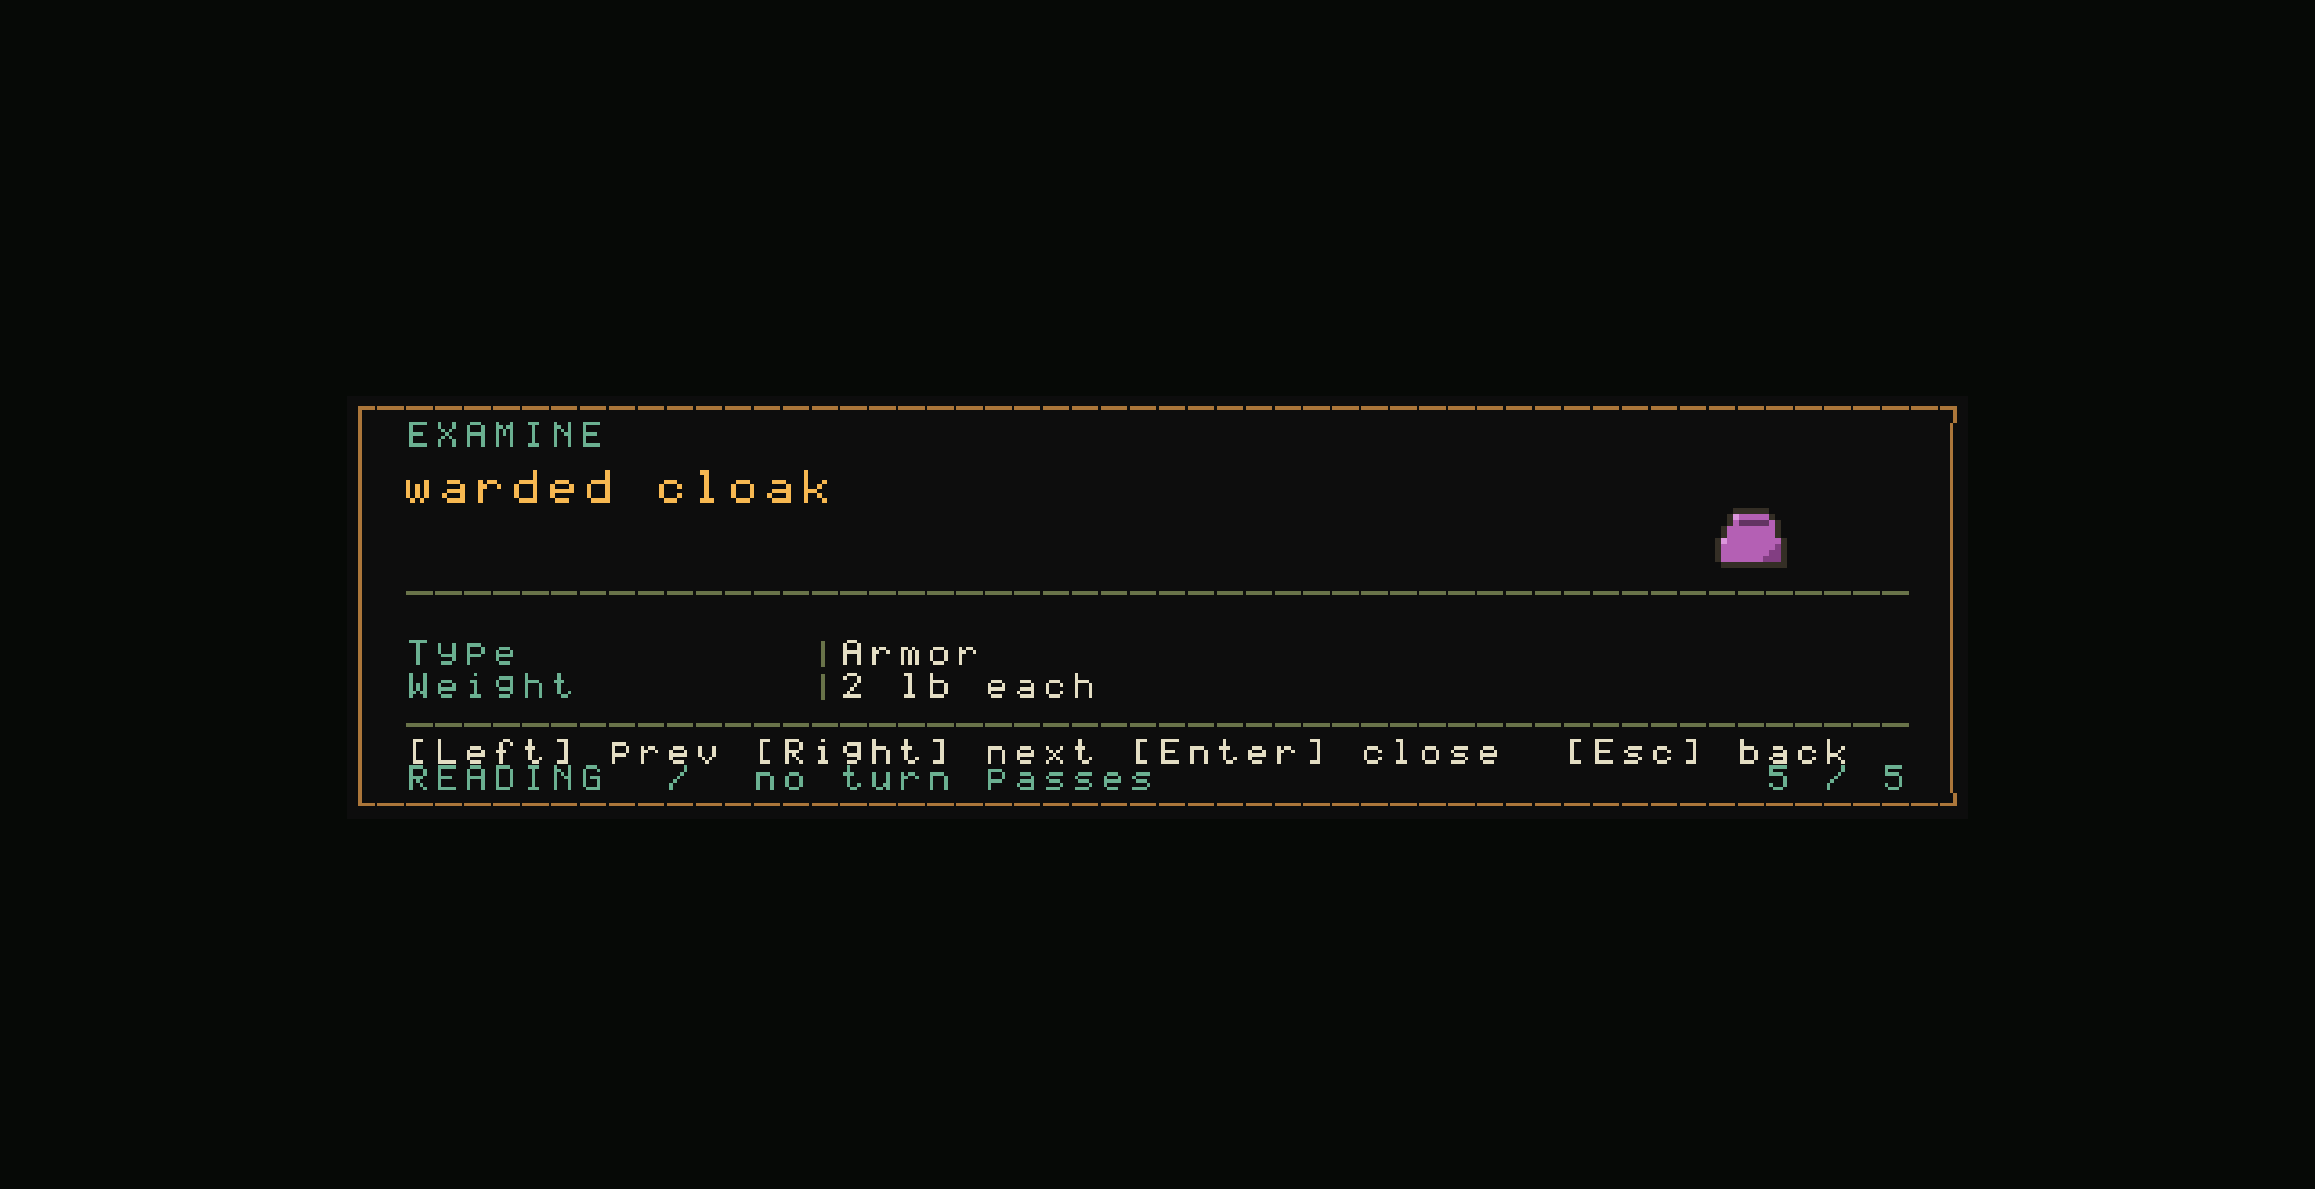 EXAMINE
warded cloak
Type | Armor
Weight | 2 lb each
[Left] prev [Right] next [Enter] close [Esc] back
READING / no turn passes 5 / 5